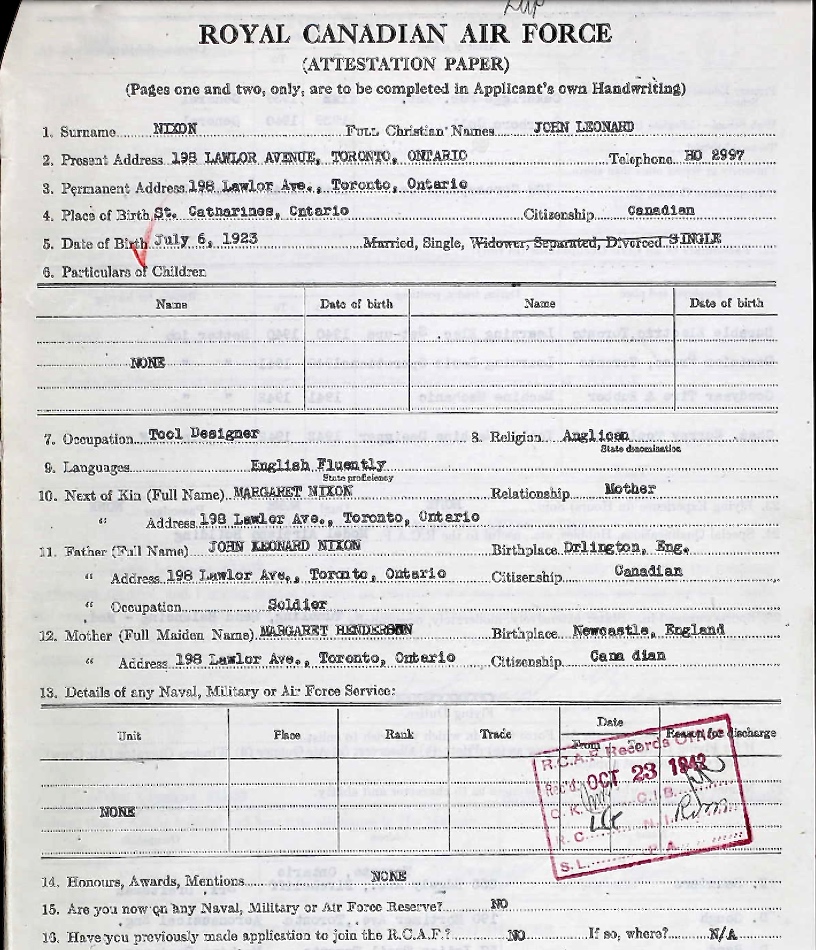 ROYAL CANADIAN AIR FORCE
(ATTESTATION PAPER)
(Pages one and two, only, are to be completed in Applicant's own Handwriting)
1. Surname NIXON Full Christian Names JOHN LEONARD
2. Present Address 198 LAWLOR AVENUE, TORONTO, ONTARIO Telephone HO 2997
3. Permanent Address 198 Lawlor Ave., Toronto, Ontario
4. Place of Birth St. Catharines, Ontario Citizenship Canadian
5. Date of Birth July 6, 1923 Married, Single, Widower, Separated, Divorced SINGLE
6. Particulars of Children
Name Date of birth Name Date of birth
NONE
7. Occupation Tool Designer 8. Religion Anglican
State denomination
9. Languages English Fluently
State proficiency
10. Next of Kin (Full Name) MARGARET NIXON Relationship Mother
" Address 198 Lawlor Ave., Toronto, Ontario
11. Father (Full Name) JOHN LEONARD NIXON Birthplace Drlington, Eng.
" Address 198 Lawlor Ave., Toronto, Ontario Citizenship Canadian
" Occupation Soldier
12. Mother (Full Maiden Name) MARGARET HENDERSON Birthplace Newcastle, England
" Address 198 Lawlor Ave., Toronto, Ontario Citizenship Cana dian
13. Details of any Naval, Military or Air Force Service:
Unit Place Rank Trade Date From To Reason for discharge
R.C.A.F. Records Office
Rec'd. OCT 23 1942
C.K. C.I.B.
R.C. N.I.
S.L. P.A.
NONE
14. Honours, Awards, Mentions NONE
15. Are you now on any Naval, Military or Air Force Reserve? NO
16. Have you previously made application to join the R.C.A.F.? NO If so, where? N/A